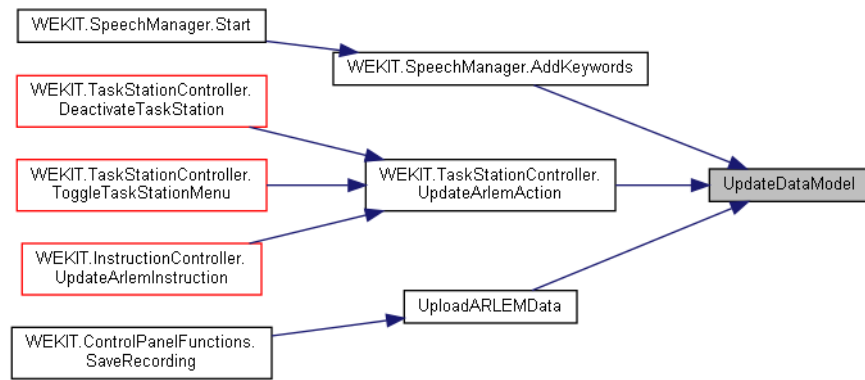 WEKIT.SpeechManager.Start
WEKIT.SpeechManager.AddKeywords
WEKIT.TaskStationController.
DeactivateTaskStation
WEKIT.TaskStationController.
ToggleTaskStationMenu
WEKIT.TaskStationController.
UpdateArlemAction
UpdateDataModel
WEKIT.InstructionController.
UpdateArlemInstruction
UploadARLEMData
WEKIT.ControlPanelFunctions.
SaveRecording